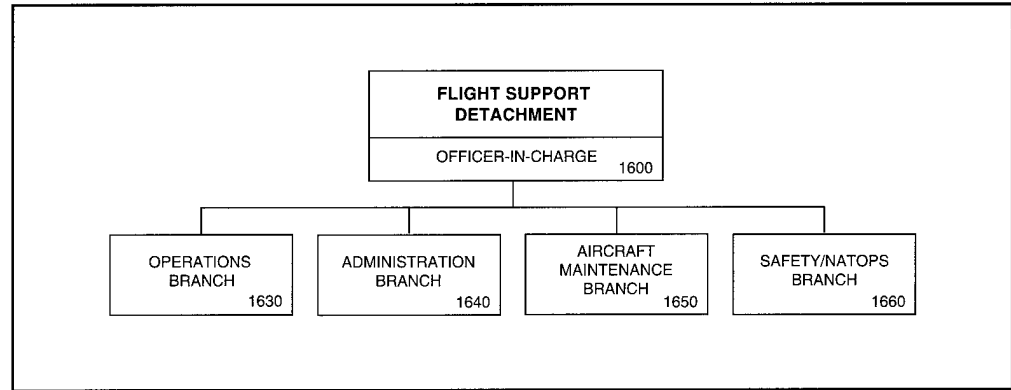 FLIGHT SUPPORT
DETACHMENT
OFFICER-IN-CHARGE
1600
OPERATIONS
BRANCH
1630
ADMINISTRATION
BRANCH
1640
AIRCRAFT
MAINTENANCE
BRANCH
1650
SAFETY/NATOPS
BRANCH
1660